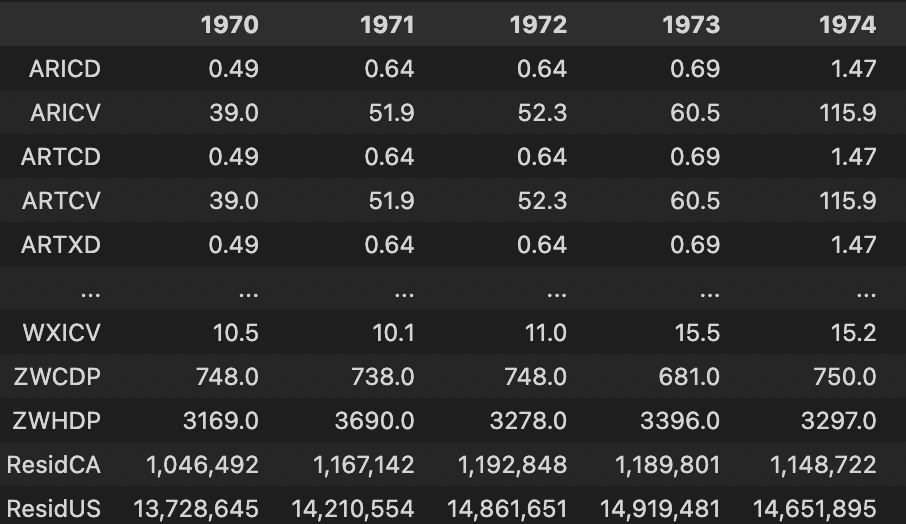 1970 1971 1972 1973 1974
ARICD 0.49 0.64 0.64 0.69 1.47
ARICV 39.0 51.9 52.3 60.5 115.9
ARTCD 0.49 0.64 0.64 0.69 1.47
ARTCV 39.0 51.9 52.3 60.5 115.9
ARTXD 0.49 0.64 0.64 0.69 1.47
... ... ... ... ... ...
WXICV 10.5 10.1 11.0 15.5 15.2
ZWCDP 748.0 738.0 748.0 681.0 750.0
ZWHDP 3169.0 3690.0 3278.0 3396.0 3297.0
ResidCA 1,046,492 1,167,142 1,192,848 1,189,801 1,148,722
ResidUS 13,728,645 14,210,554 14,861,651 14,919,481 14,651,895